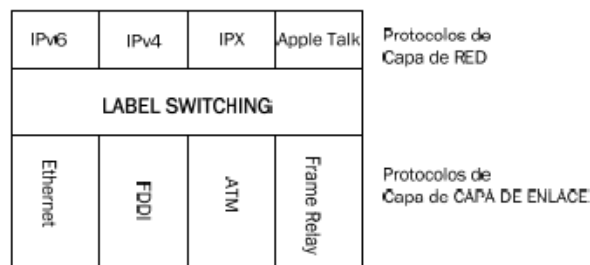 IPv6 IPv4 IPX Apple Talk
Protocolos de
Capa de RED
LABEL SWITCHING
Ethernet FDDI ATM Frame Relay
Protocolos de
Capa de CAPA DE ENLACE